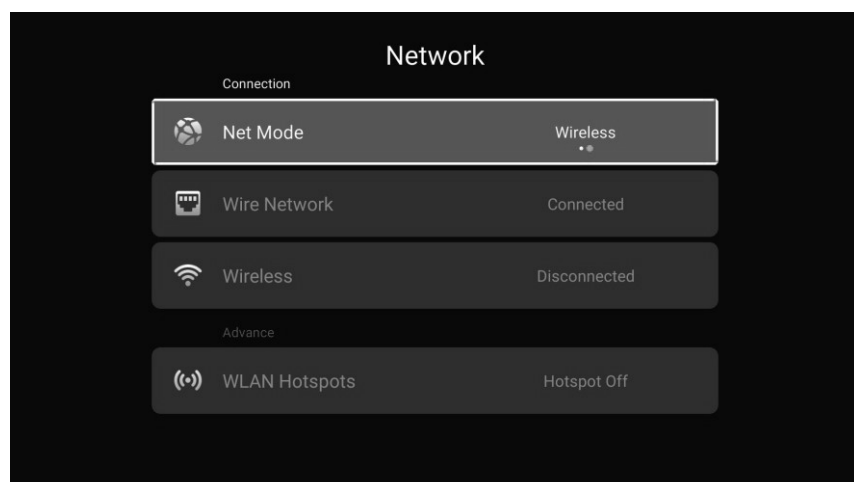 Network
Connection
Net Mode Wireless
Wire Network Connected
Wireless Disconnected
Advance
WLAN Hotspots Hotspot Off